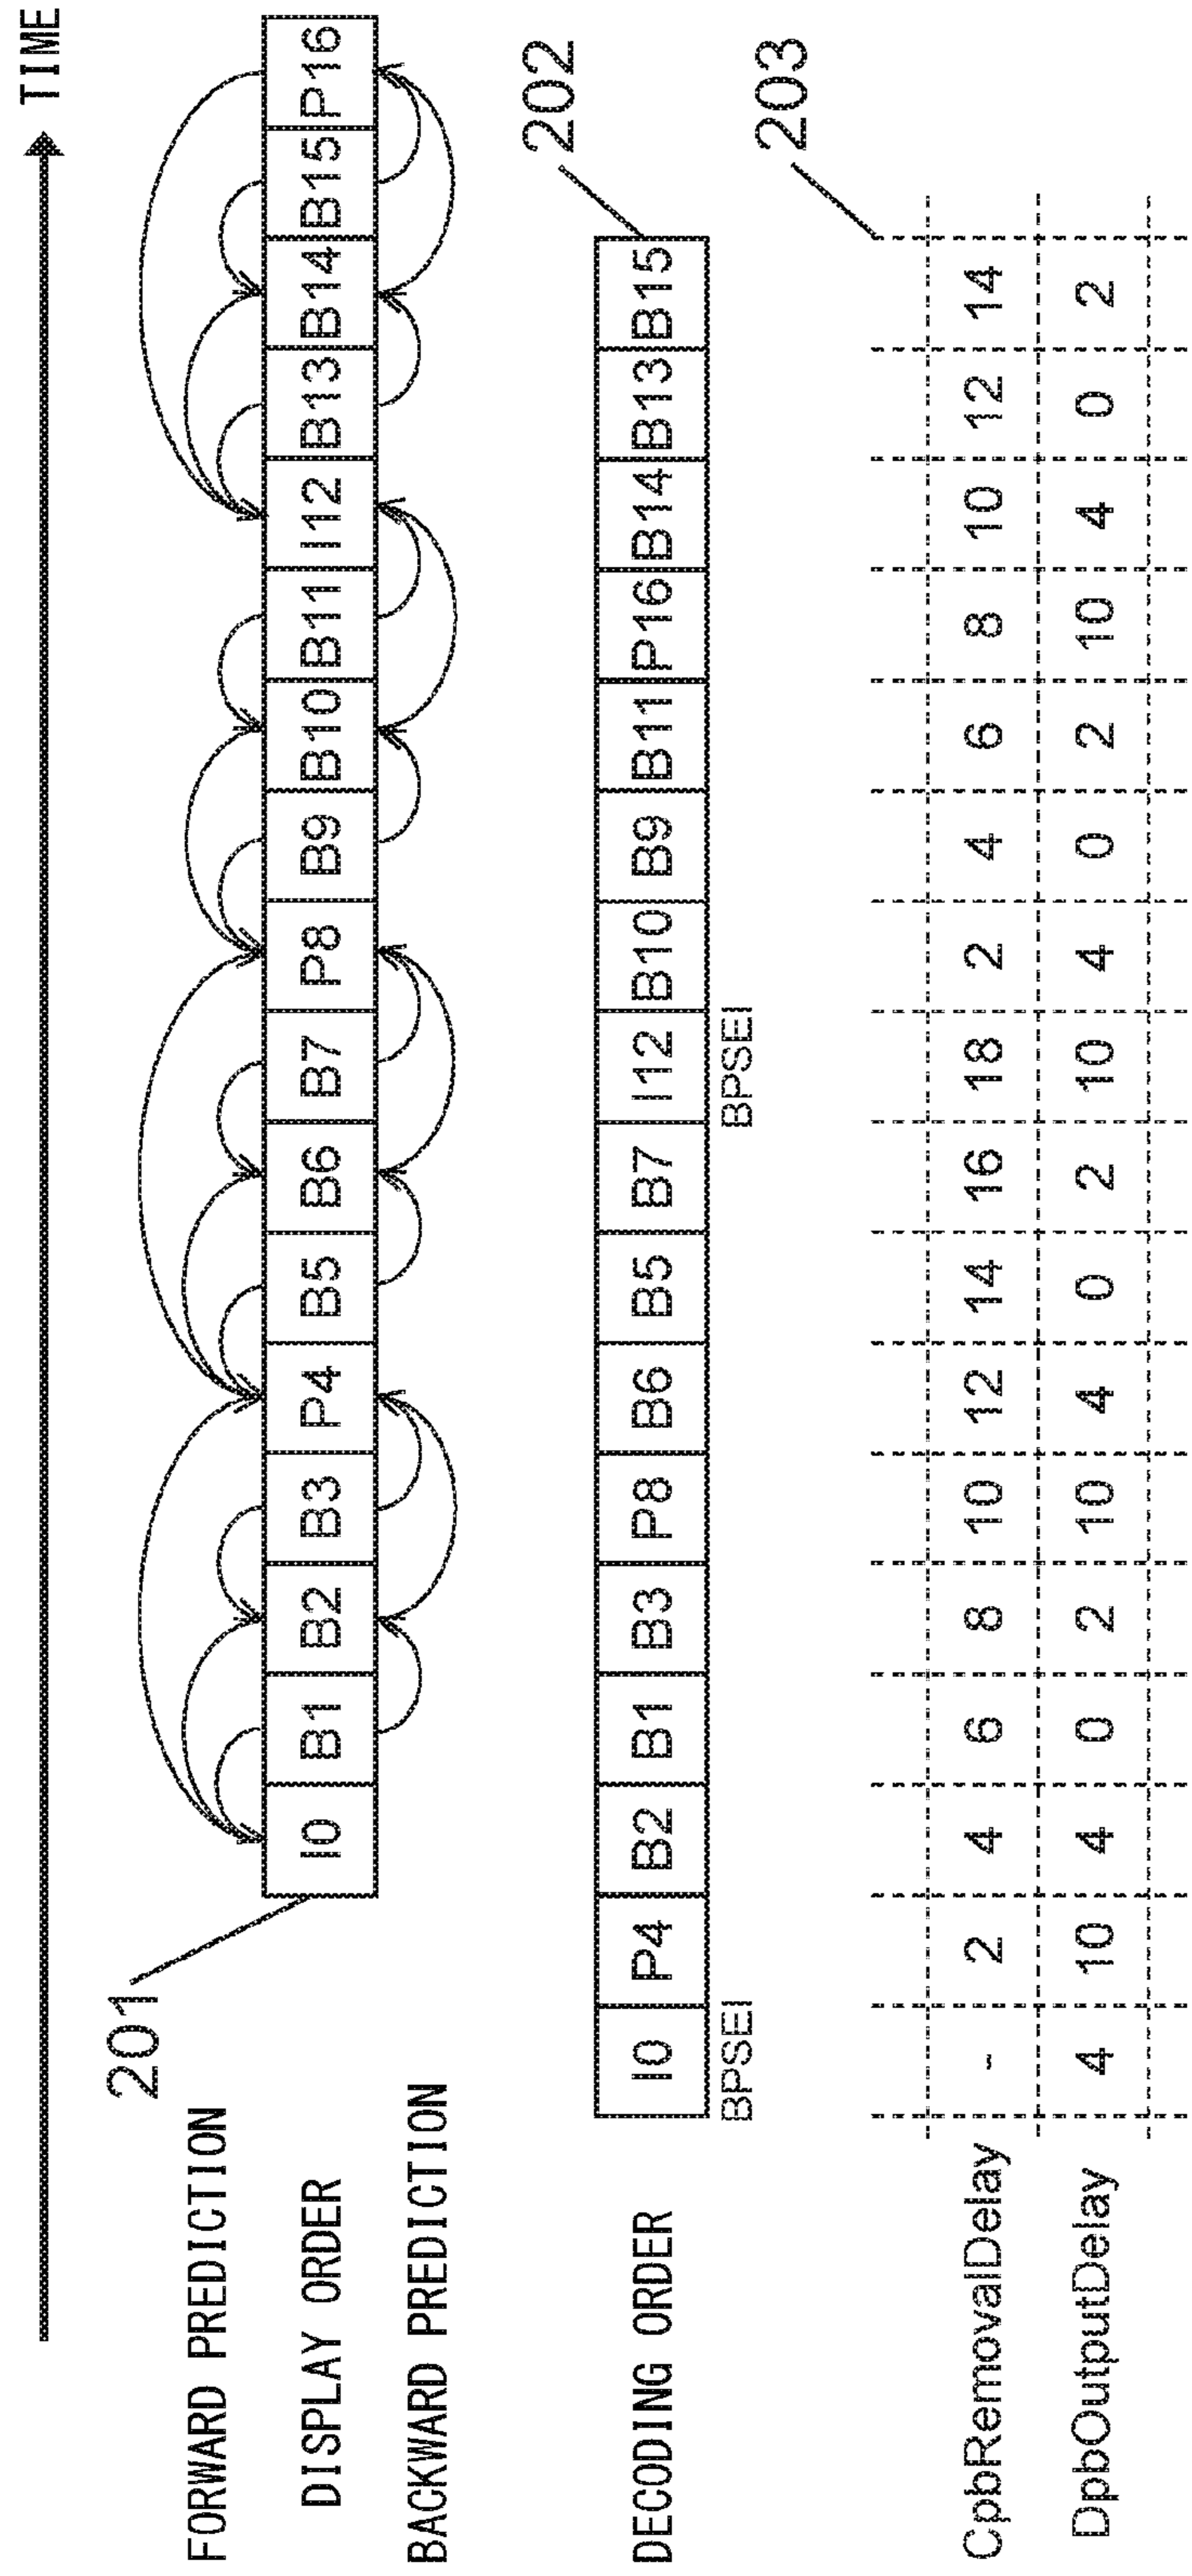 TIME
201
FORWARD PREDICTION
DISPLAY ORDER I0 B1 B2 B3 P4 B5 B6 B7 P8 B9 B10 B11 I12 B13 B14 B15 P16
BACKWARD PREDICTION
202
DECODING ORDER I0 P4 B2 B1 B3 P8 B6 B5 B7 I12 B10 B9 B11 P16 B14 B13 B15
BPSEI BPSEI
203
CpbRemovalDelay - 2 4 6 8 10 12 14 16 18 2 4 6 8 10 12 14
DpbOutputDelay 4 10 4 0 2 10 4 0 2 10 4 0 2 10 4 0 2